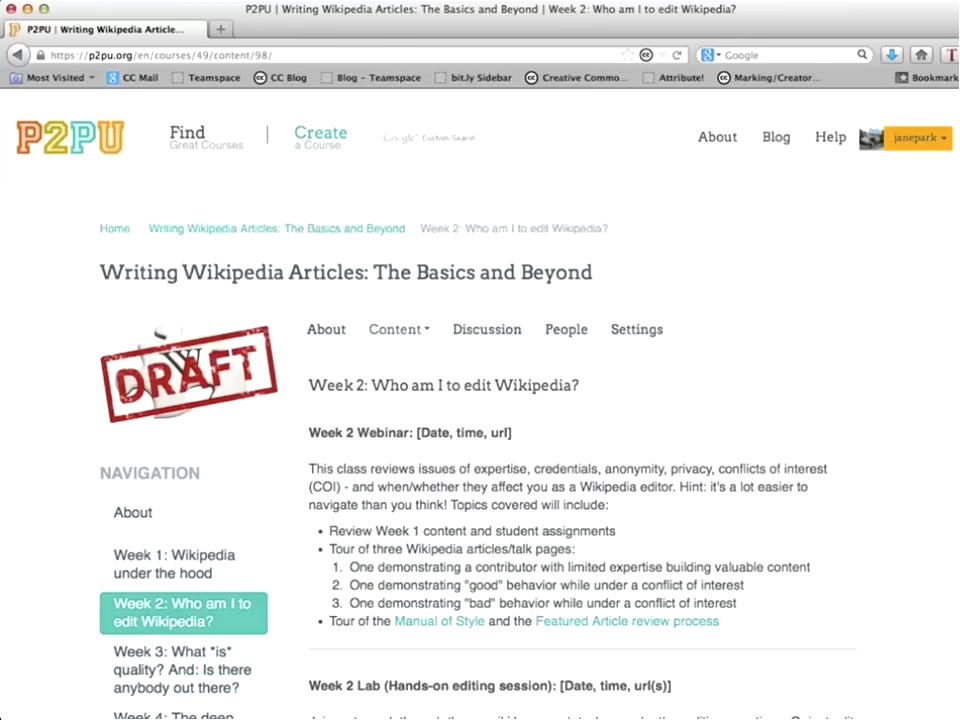 P2PU | Writing Wikipedia Articles: The Basics and Beyond | Week 2: Who am I to edit Wikipedia?
P2PU | Writing Wikipedia Article...
https://p2pu.org/en/courses/49/content/98/
Google
Most Visited
CC Mail
Teamspace
CC Blog
Blog – Teamspace
bit.ly Sidebar
Creative Commo...
Attribute!
Marking/Creator...
Bookmark
P2PU
Find
Great Courses
Create
a Course
Google™ Custom Search
About
Blog
Help
janepark
Home
Writing Wikipedia Articles: The Basics and Beyond
Week 2: Who am I to edit Wikipedia?
Writing Wikipedia Articles: The Basics and Beyond
DRAFT
About
Content
Discussion
People
Settings
Week 2: Who am I to edit Wikipedia?
Week 2 Webinar: [Date, time, url]
This class reviews issues of expertise, credentials, anonymity, privacy, conflicts of interest
(COI) - and when/whether they affect you as a Wikipedia editor. Hint: it's a lot easier to
navigate than you think! Topics covered will include:
• Review Week 1 content and student assignments
• Tour of three Wikipedia articles/talk pages:
1. One demonstrating a contributor with limited expertise building valuable content
2. One demonstrating "good" behavior while under a conflict of interest
3. One demonstrating "bad" behavior while under a conflict of interest
• Tour of the Manual of Style and the Featured Article review process
Week 2 Lab (Hands-on editing session): [Date, time, url(s)]
NAVIGATION
About
Week 1: Wikipedia
under the hood
Week 2: Who am I to
edit Wikipedia?
Week 3: What *is*
quality? And: Is there
anybody out there?
Week 4: The deep